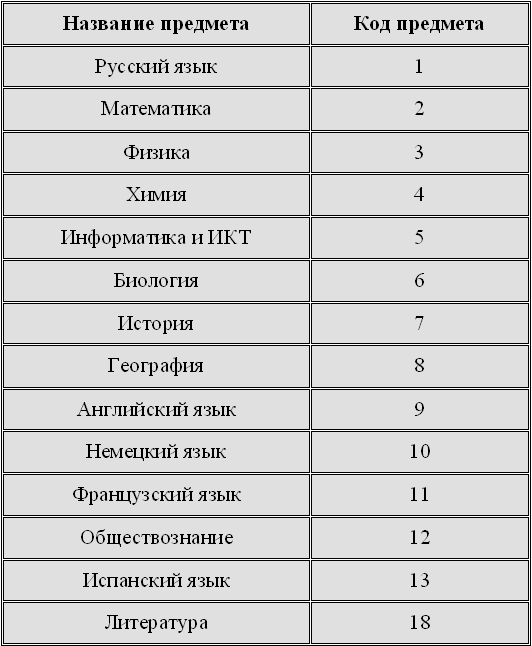 Название предмета Код предмета
Русский язык 1
Математика 2
Физика 3
Химия 4
Информатика и ИКТ 5
Биология 6
История 7
География 8
Английский язык 9
Немецкий язык 10
Французский язык 11
Обществознание 12
Испанский язык 13
Литература 18